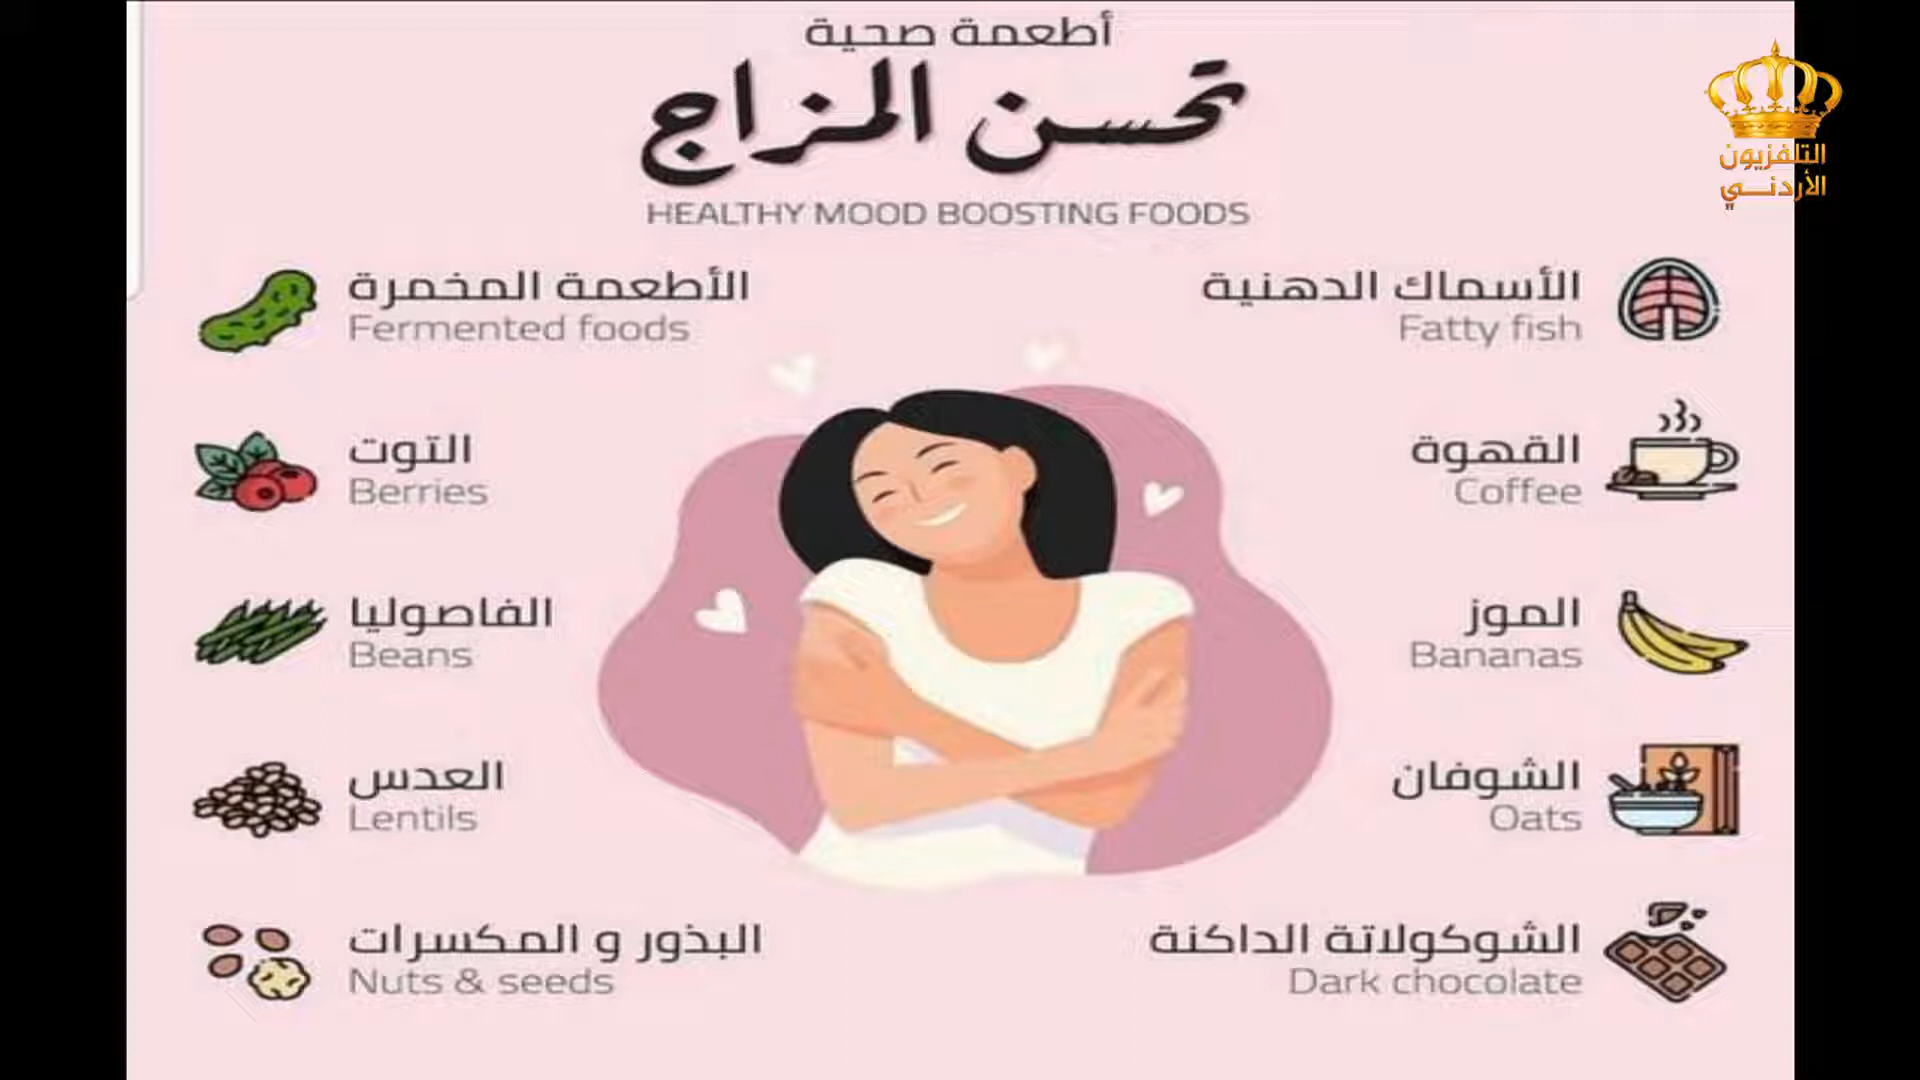 أطعمة صحية
تحسن المزاج
HEALTHY MOOD BOOSTING FOODS
التلفزيون
الأردني
الأسماك الدهنية
Fatty fish
الأطعمة المخمرة
Fermented foods
القهوة
Coffee
التوت
Berries
الموز
Bananas
الفاصوليا
Beans
الشوفان
Oats
العدس
Lentils
الشوكولاتة الداكنة
Dark chocolate
البذور و المكسرات
Nuts & seeds